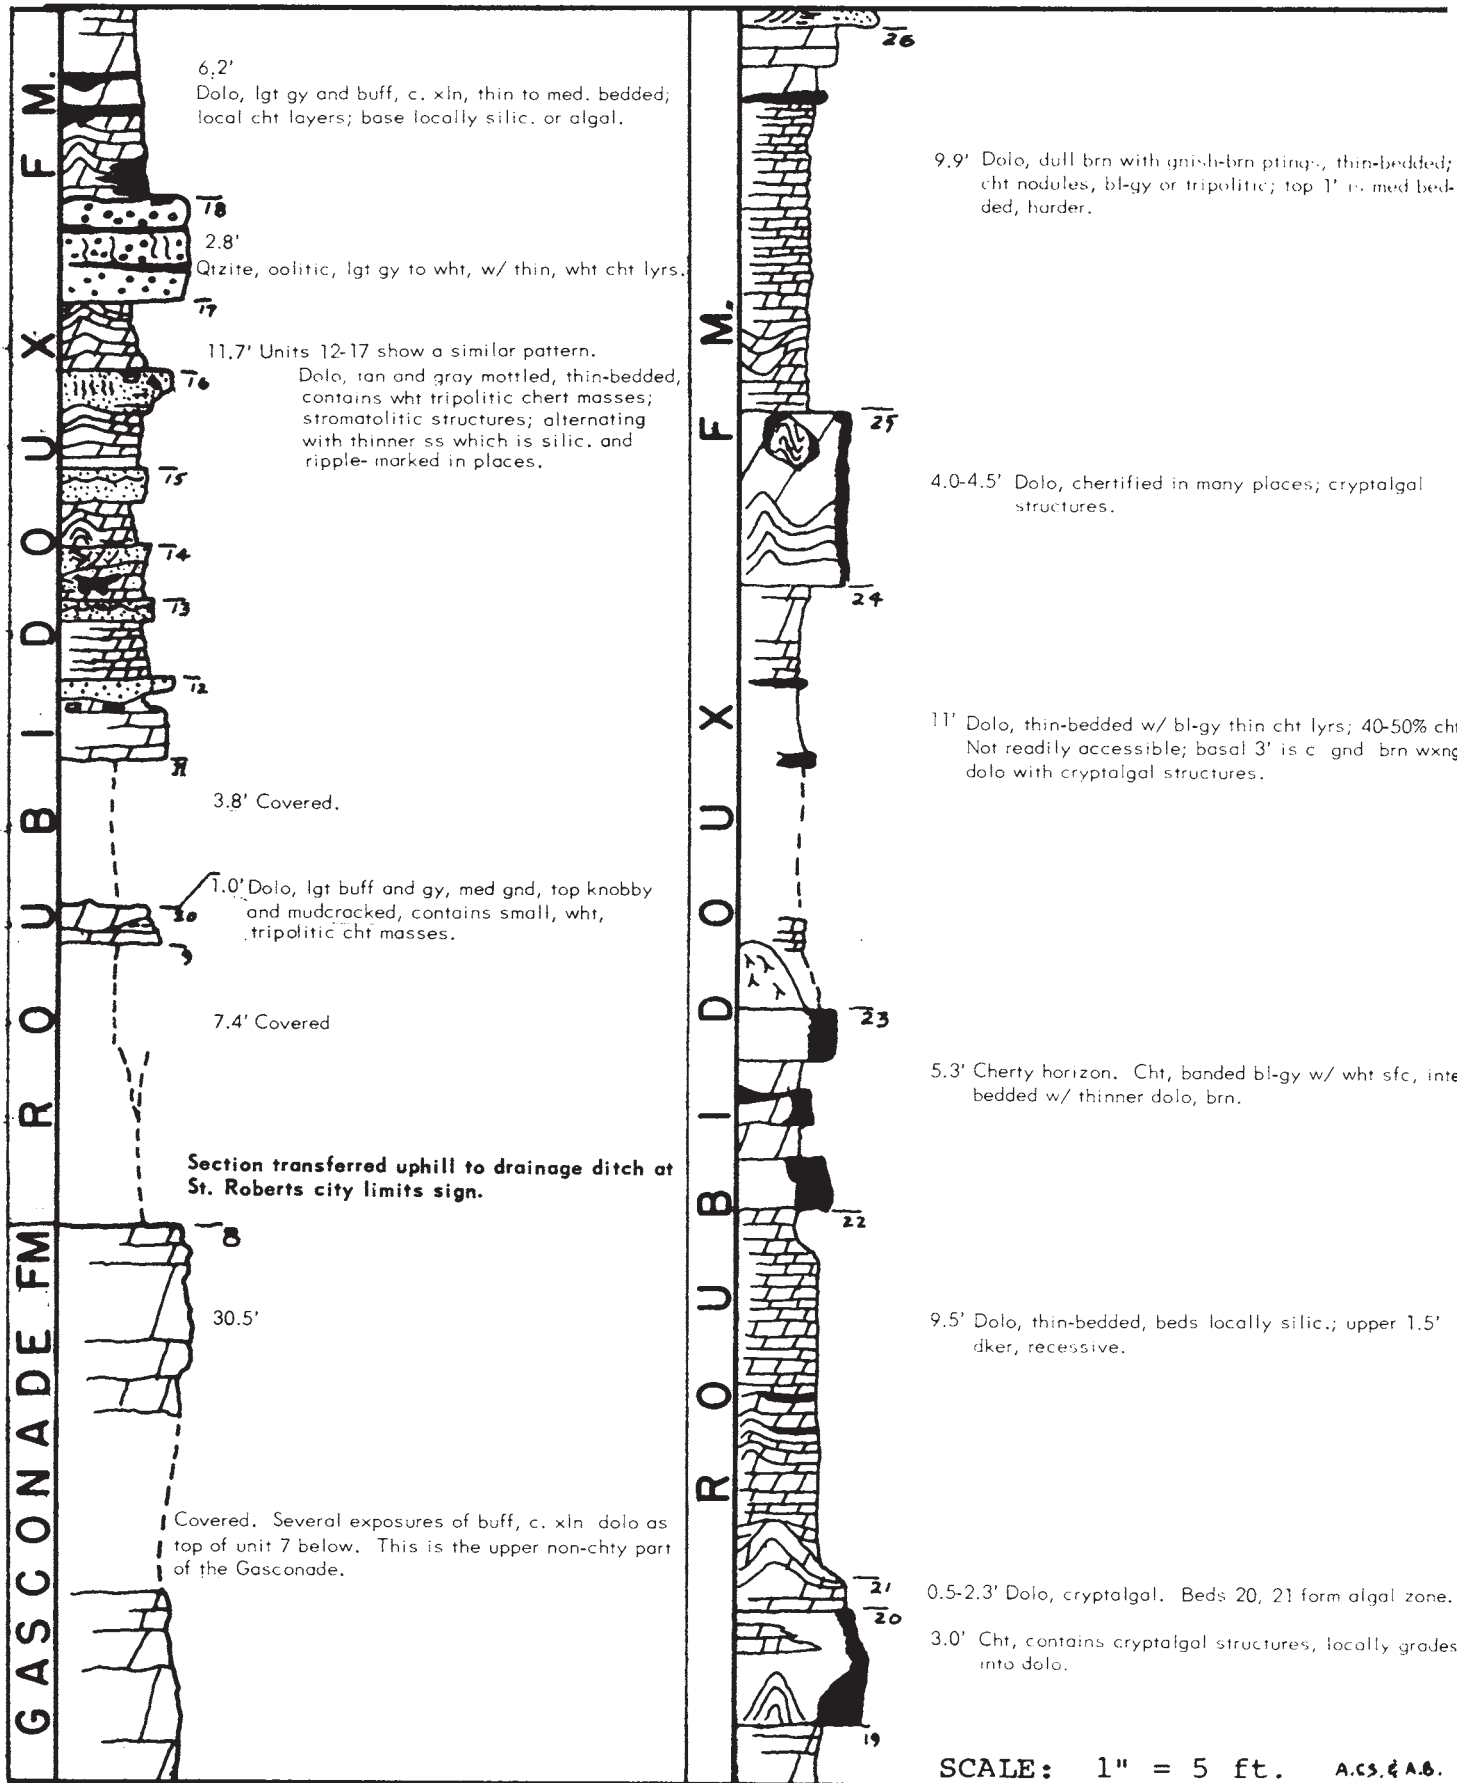 ROUBIDOUX FM.
6.2'
Dolo, lgt gy and buff, c. xln, thin to med. bedded;
local cht layers; base locally silic. or algal.
18
2.8'
Qtzite, oolitic, lgt gy to wht, w/ thin, wht cht lyrs.
17
11.7' Units 12-17 show a similar pattern.
Dolo, tan and gray mottled, thin-bedded,
contains wht tripolitic chert masses;
stromatolitic structures; alternating
with thinner ss which is silic. and
ripple- marked in places.
16
15
14
13
12
11
3.8' Covered.
1.0' Dolo, lgt buff and gy, med gnd, top knobby
and mudcracked, contains small, wht,
tripolitic cht masses.
10
9
7.4' Covered
Section transferred uphill to drainage ditch at
St. Roberts city limits sign.
GASCONADE FM
8
30.5'
Covered. Several exposures of buff, c. xln dolo as
top of unit 7 below. This is the upper non-chty part
of the Gasconade.
ROUBIDOUX FM.
26
9.9' Dolo, dull brn with gnish-brn ptings, thin-bedded;
cht nodules, bl-gy or tripolitic; top 1' is med bed-
ded, harder.
25
4.0-4.5' Dolo, chertified in many places; cryptalgal
structures.
24
11' Dolo, thin-bedded w/ bl-gy thin cht lyrs; 40-50% cht
Not readily accessible; basal 3' is c gnd brn wxng
dolo with cryptalgal structures.
23
5.3' Cherty horizon. Cht, banded bl-gy w/ wht sfc, inte
bedded w/ thinner dolo, brn.
22
9.5' Dolo, thin-bedded, beds locally silic.; upper 1.5'
dker, recessive.
21
0.5-2.3' Dolo, cryptalgal. Beds 20, 21 form algal zone.
20
3.0' Cht, contains cryptalgal structures, locally grades
into dolo.
19
SCALE: 1" = 5 ft. A.C.S. & A.B.